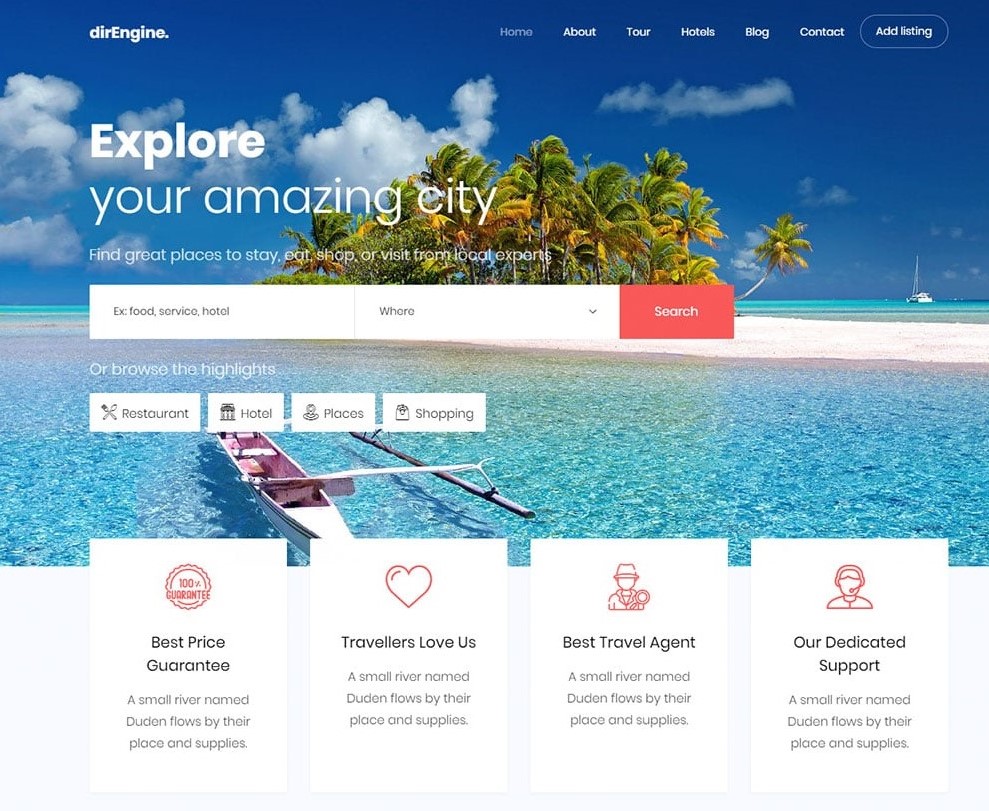 dirEngine.
Home About Tour Hotels Blog Contact Add listing
Explore
your amazing city
Find great places to stay, eat, shop, or visit from local experts
Ex: food, service, hotel
Where
Search
Or browse the highlights
Restaurant Hotel Places Shopping
100%
GUARANTEE
Best Price
Guarantee
A small river named
Duden flows by their
place and supplies.
Travellers Love Us
A small river named
Duden flows by their
place and supplies.
Best Travel Agent
A small river named
Duden flows by their
place and supplies.
Our Dedicated
Support
A small river named
Duden flows by their
place and supplies.